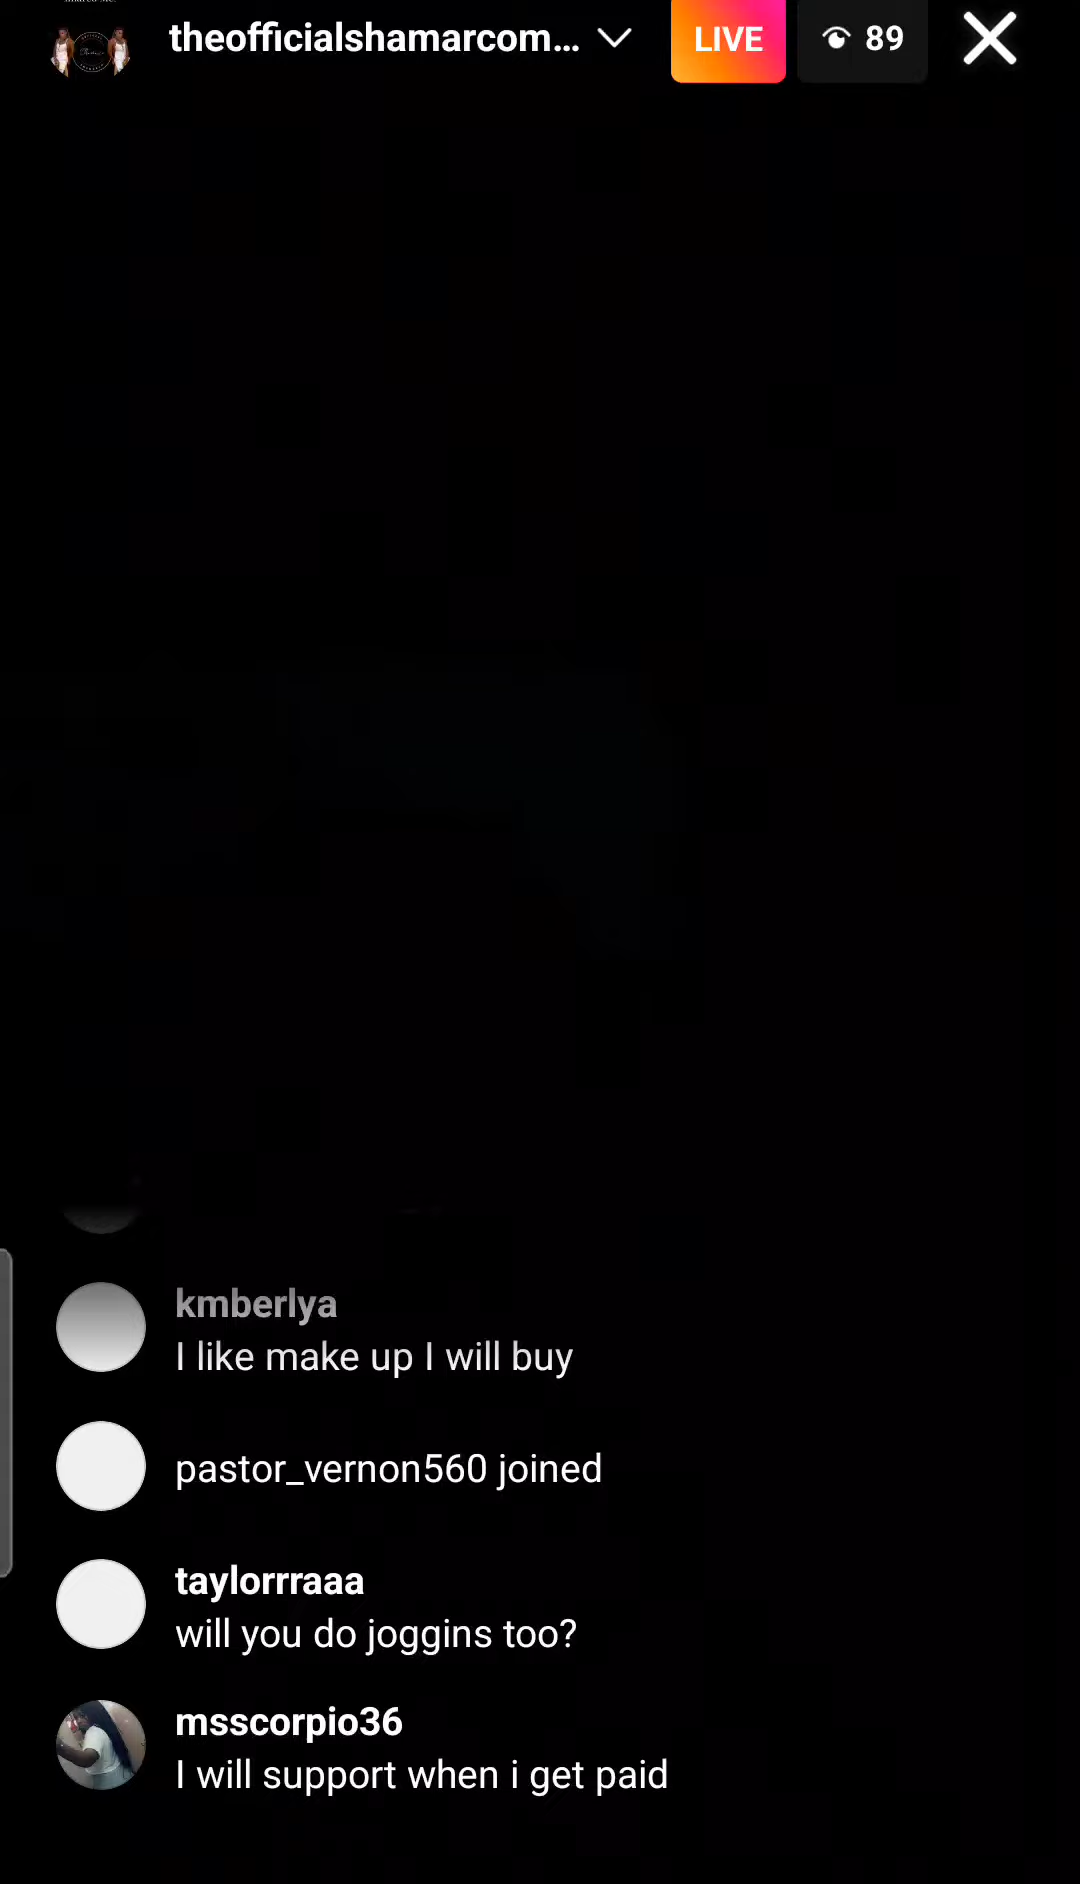 theofficialshamarcom...
LIVE
89
kmberlya
I like make up I will buy
pastor_vernon560 joined
taylorrraaa
will you do joggins too?
msscorpio36
I will support when i get paid